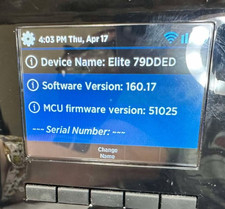 4:03 PM Thu, Apr 17
Device Name: Elite 79DDED
Software Version: 160.17
MCU firmware version: 51025
--- Serial Number: ---
Change
Name